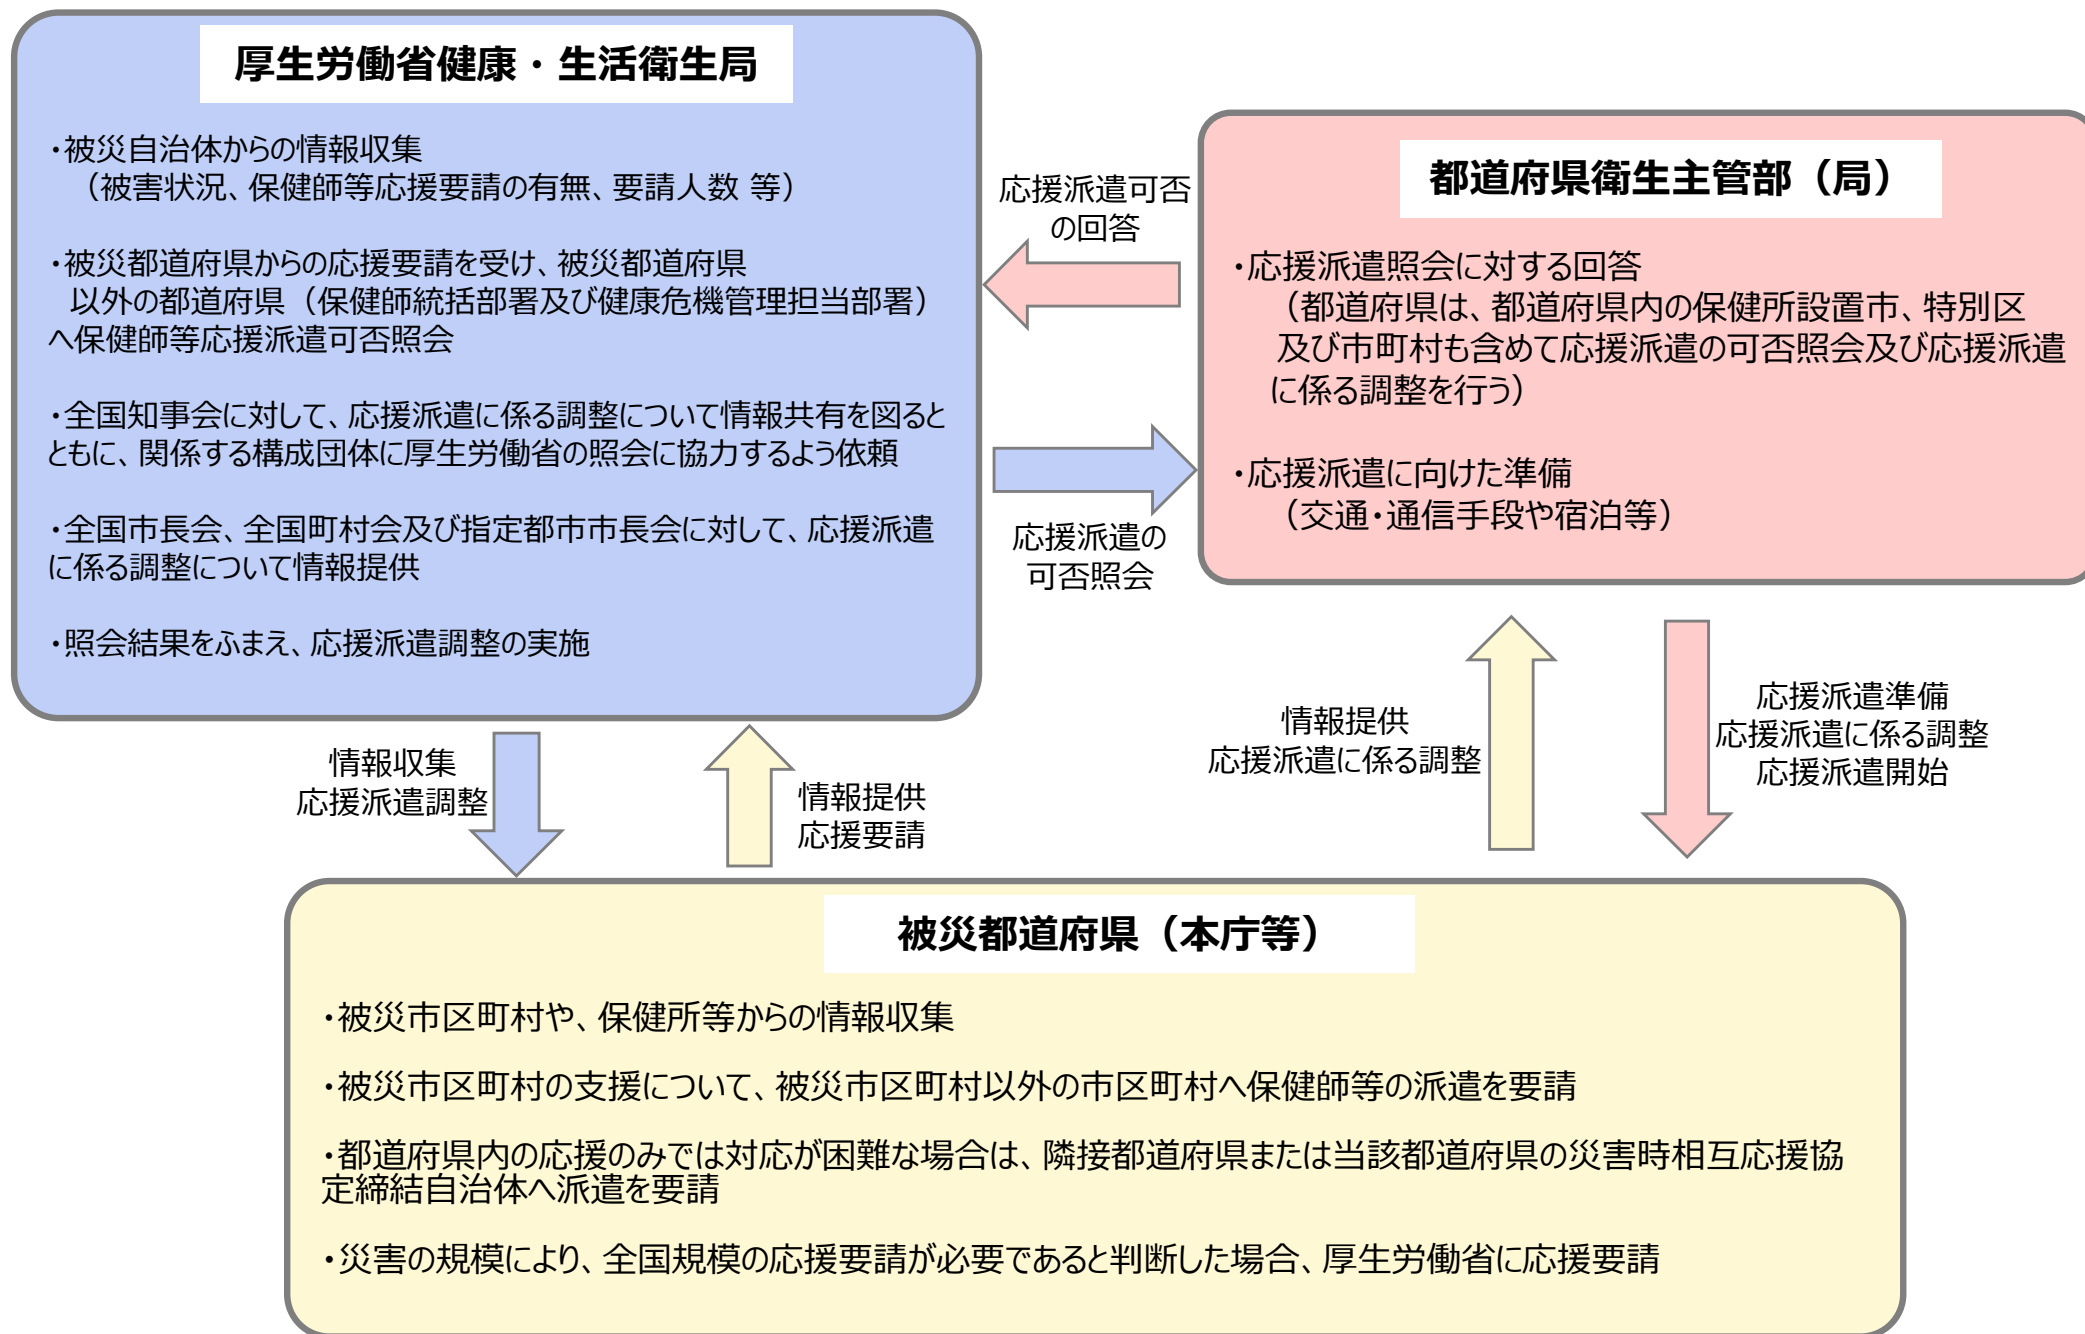 厚生労働省健康・生活衛生局
・被災自治体からの情報収集
（被害状況、保健師等応援要請の有無、要請人数 等）
・被災都道府県からの応援要請を受け、被災都道府県
以外の都道府県（保健師統括部署及び健康危機管理担当部署）
へ保健師等応援派遣可否照会
・全国知事会に対して、応援派遣に係る調整について情報共有を図ると
ともに、関係する構成団体に厚生労働省の照会に協力するよう依頼
・全国市長会、全国町村会及び指定都市市長会に対して、応援派遣
に係る調整について情報提供
・照会結果をふまえ、応援派遣調整の実施
応援派遣可否
の回答
応援派遣の
可否照会
都道府県衛生主管部（局）
・応援派遣照会に対する回答
（都道府県は、都道府県内の保健所設置市、特別区
及び市町村も含めて応援派遣の可否照会及び応援派遣
に係る調整を行う）
・応援派遣に向けた準備
（交通・通信手段や宿泊等）
情報収集
応援派遣調整
情報提供
応援要請
情報提供
応援派遣に係る調整
応援派遣準備
応援派遣に係る調整
応援派遣開始
被災都道府県（本庁等）
・被災市区町村や、保健所等からの情報収集
・被災市区町村の支援について、被災市区町村以外の市区町村へ保健師等の派遣を要請
・都道府県内の応援のみでは対応が困難な場合は、隣接都道府県または当該都道府県の災害時相互応援協
定締結自治体へ派遣を要請
・災害の規模により、全国規模の応援要請が必要であると判断した場合、厚生労働省に応援要請